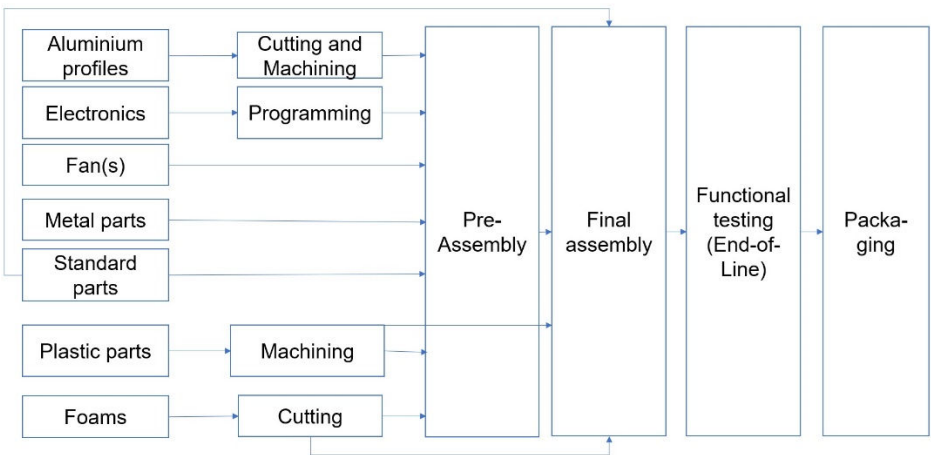 Aluminium
profiles
Cutting and
Machining
Electronics
Programming
Fan(s)
Metal parts
Standard
parts
Plastic parts
Machining
Foams
Cutting
Pre-
Assembly
Final
assembly
Functional
testing
(End-of-
Line)
Packa-
ging